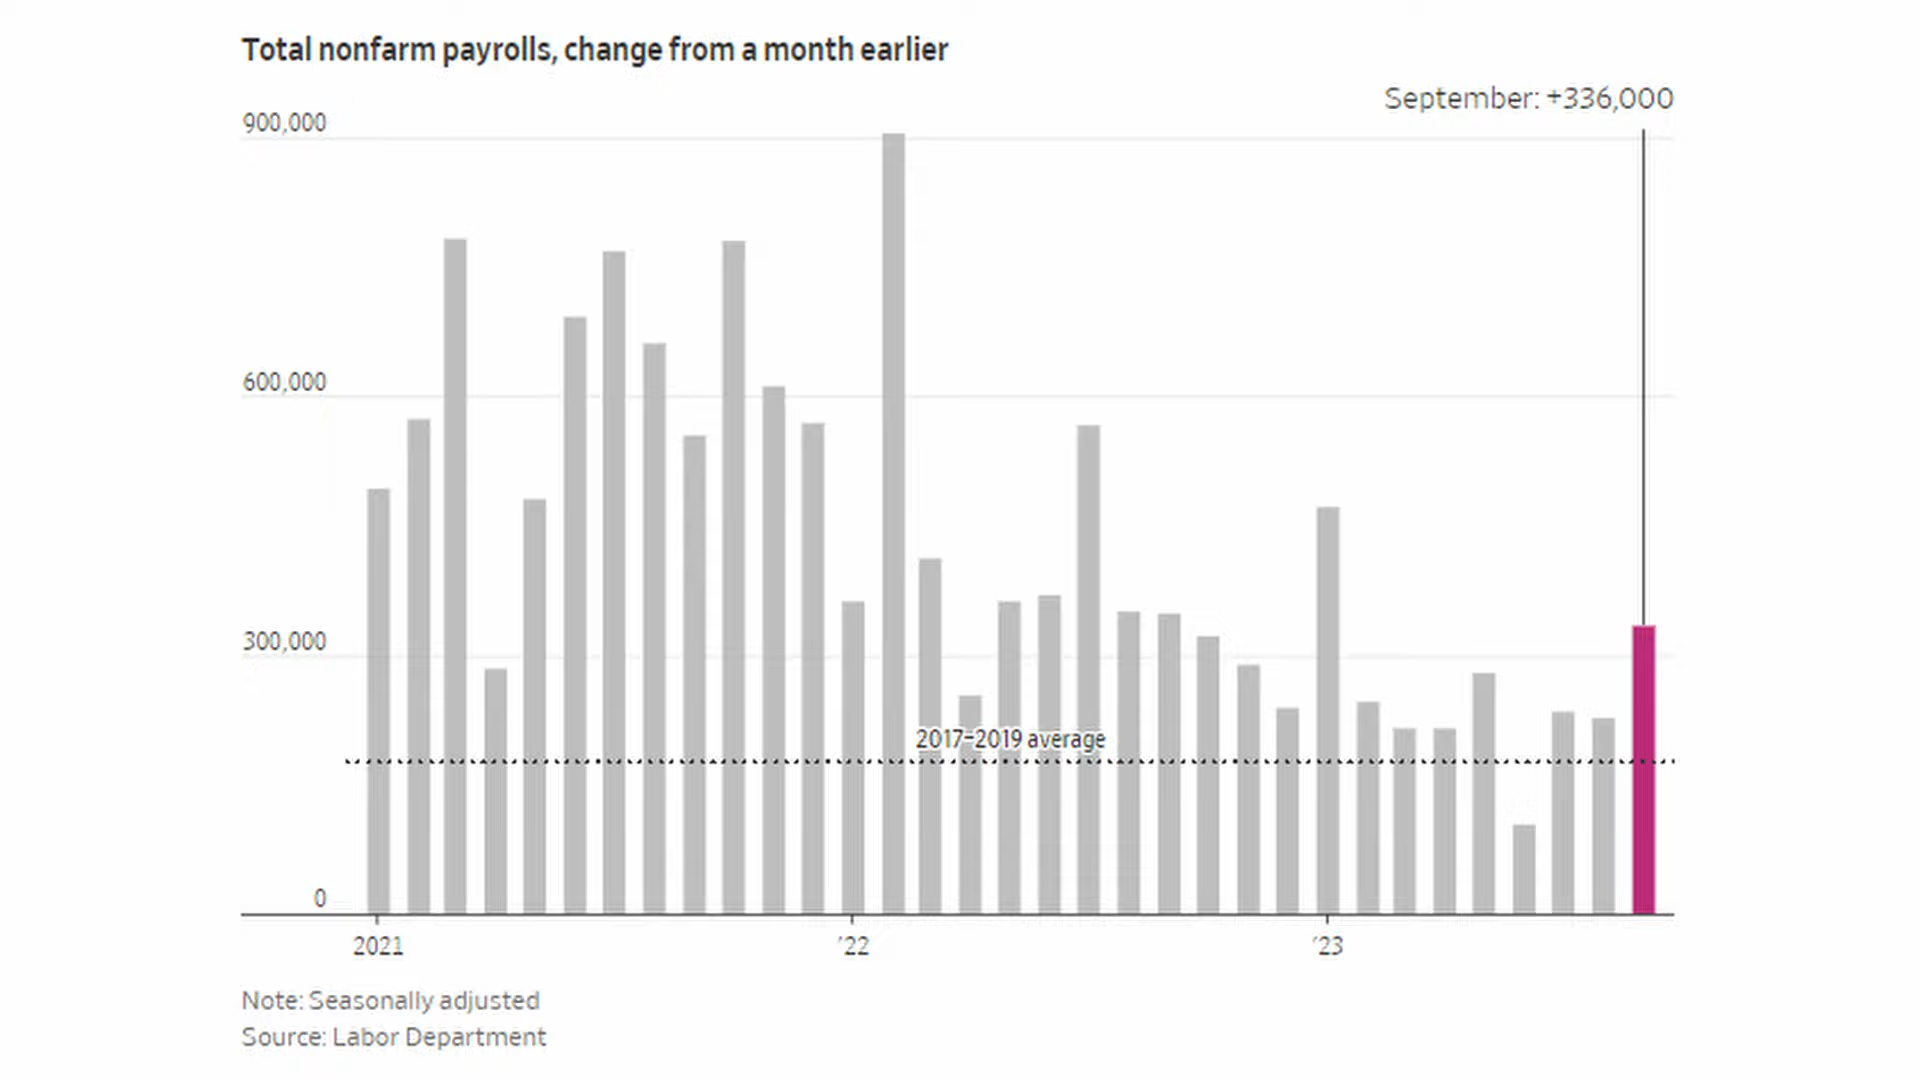 Total nonfarm payrolls, change from a month earlier
September: +336,000
900,000
600,000
300,000
2017–2019 average
0
2021 ’22 ’23
Note: Seasonally adjusted
Source: Labor Department